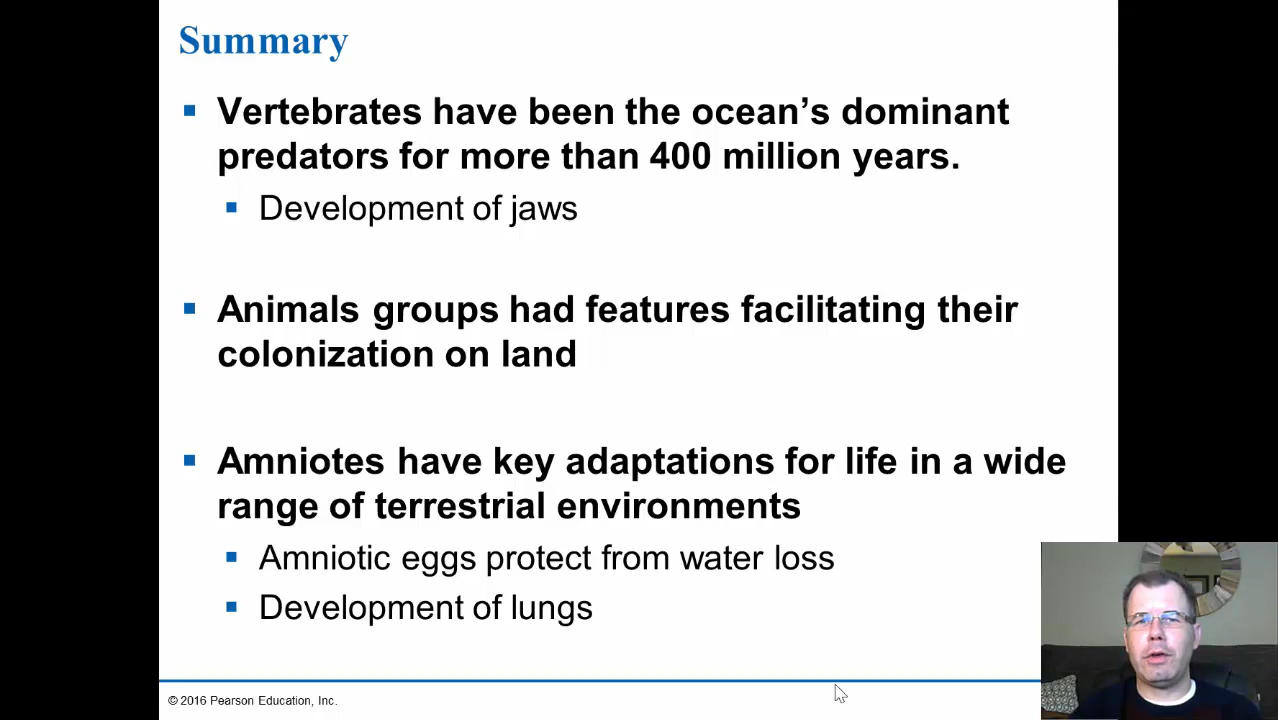 Summary
Vertebrates have been the ocean’s dominant
predators for more than 400 million years.
Development of jaws
Animals groups had features facilitating their
colonization on land
Amniotes have key adaptations for life in a wide
range of terrestrial environments
Amniotic eggs protect from water loss
Development of lungs
© 2016 Pearson Education, Inc.